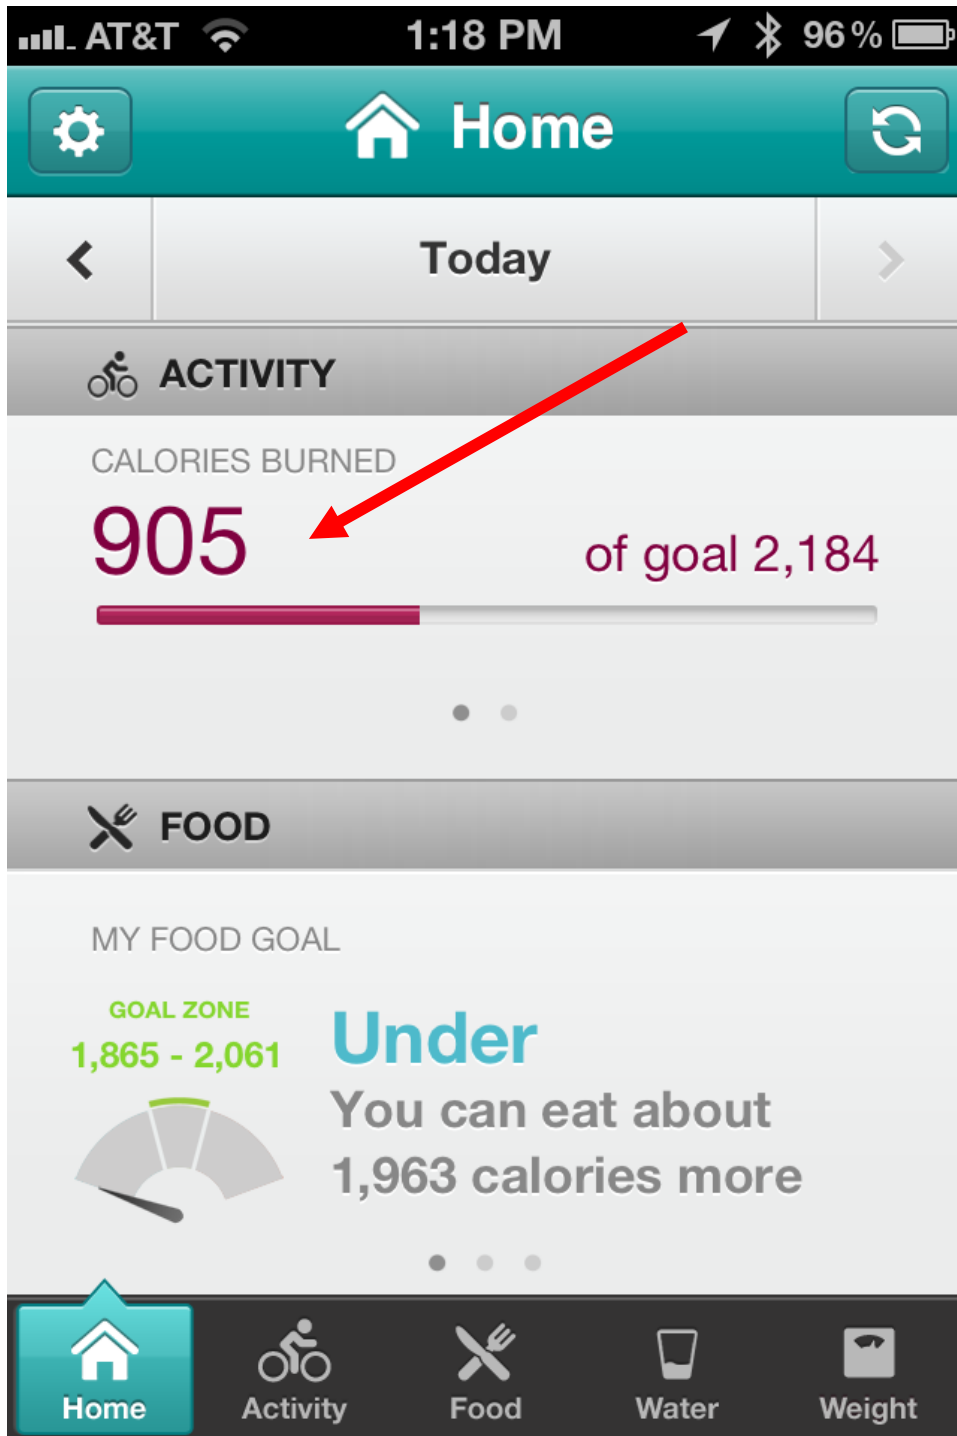 AT&T 1:18 PM 96%
Home
Today
ACTIVITY
CALORIES BURNED
905 of goal 2,184
FOOD
MY FOOD GOAL
GOAL ZONE
1,865 - 2,061
Under
You can eat about
1,963 calories more
Home Activity Food Water Weight